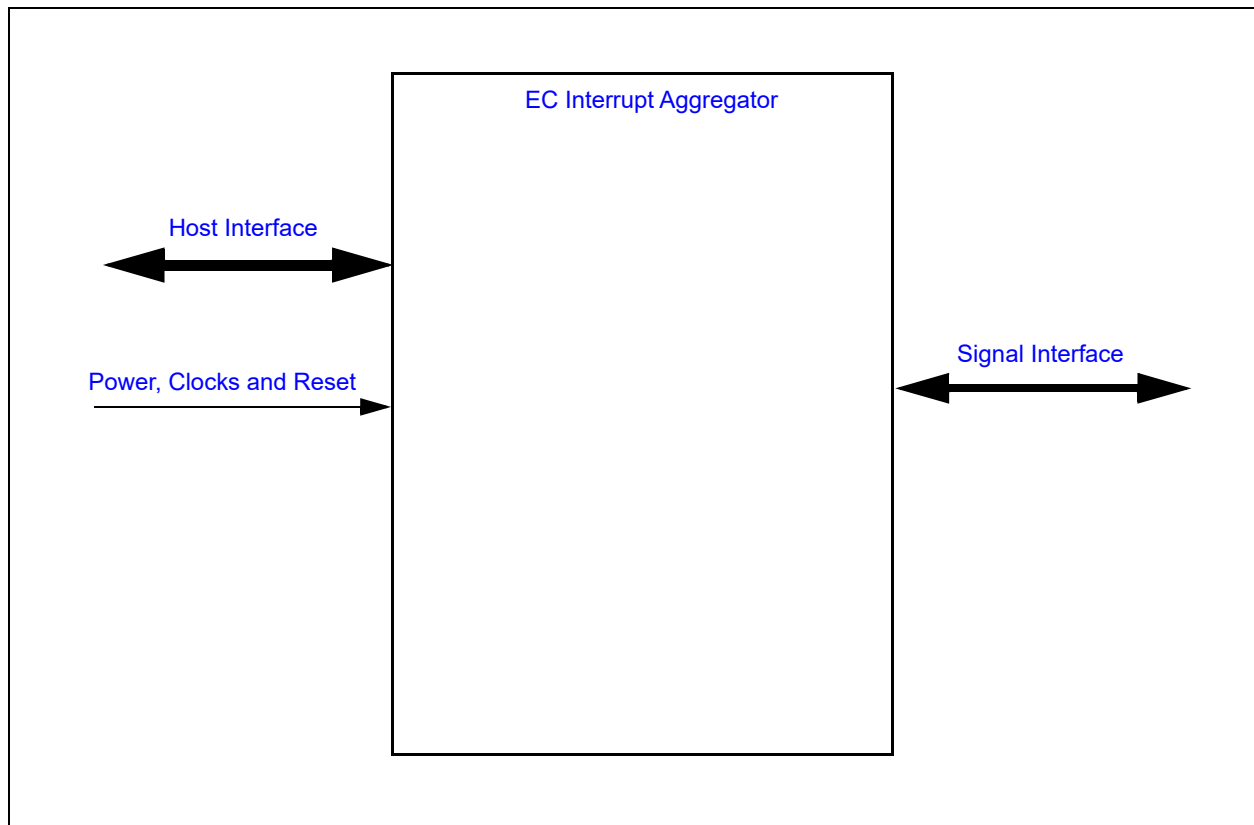 EC Interrupt Aggregator
Host Interface
Signal Interface
Power, Clocks and Reset